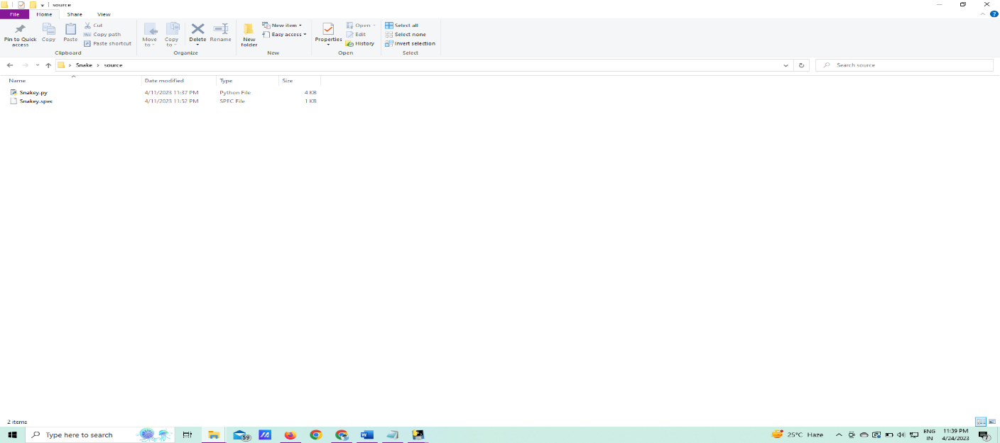 source
File Home Share View
Pin to Quick access
Copy
Paste
Cut
Copy path
Paste shortcut
Clipboard
Move to
Copy to
Delete
Rename
Organize
New folder
New item
Easy access
New
Properties
Open
Edit
History
Open
Select all
Select none
Invert selection
Select
Snake source
Search source
Name Date modified Type Size
Snakey.py 4/11/2023 11:37 PM Python File 4 KB
Snakey.spec 4/11/2023 11:52 PM SPEC File 1 KB
2 items
Type here to search
59
25°C Haze
ENG
IN
11:39 PM
4/24/2023
7